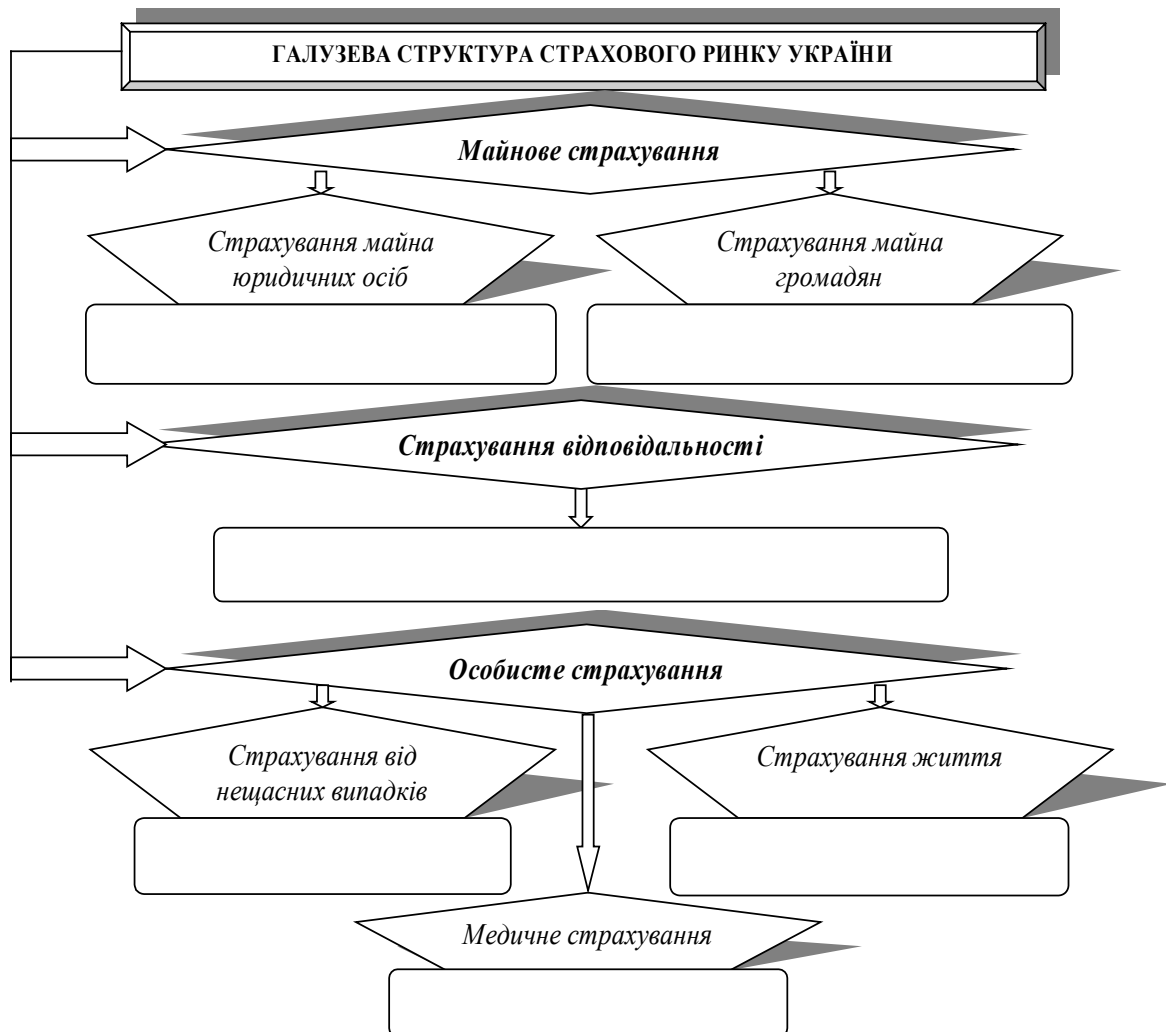 ГАЛУЗЕВА СТРУКТУРА СТРАХОВОГО РИНКУ УКРАЇНИ
Майнове страхування
Страхування майна
юридичних осіб
Страхування майна
громадян
Страхування відповідальності
Особисте страхування
Страхування від
нещасних випадків
Страхування життя
Медичне страхування